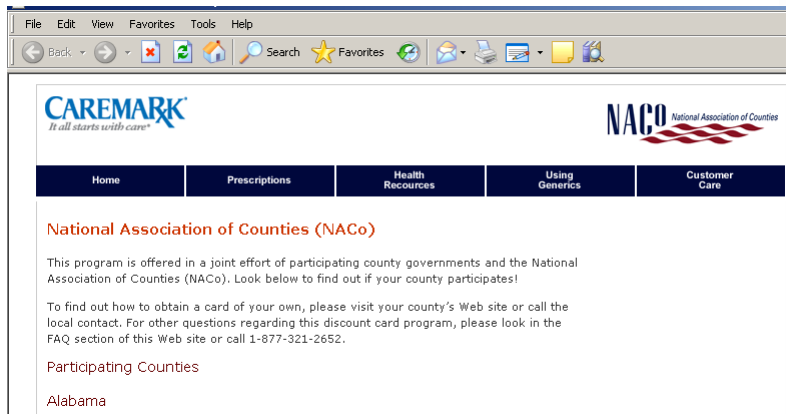 File Edit View Favorites Tools Help
Back Search Favorites
CAREMARK
It all starts with care
NACO National Association of Counties
Home Prescriptions Health Recources Using Generics Customer Care
National Association of Counties (NACo)
This program is offered in a joint effort of participating county governments and the National
Association of Counties (NACo). Look below to find out if your county participates!
To find out how to obtain a card of your own, please visit your county's Web site or call the
local contact. For other questions regarding this discount card program, please look in the
FAQ section of this Web site or call 1-877-321-2652.
Participating Counties
Alabama